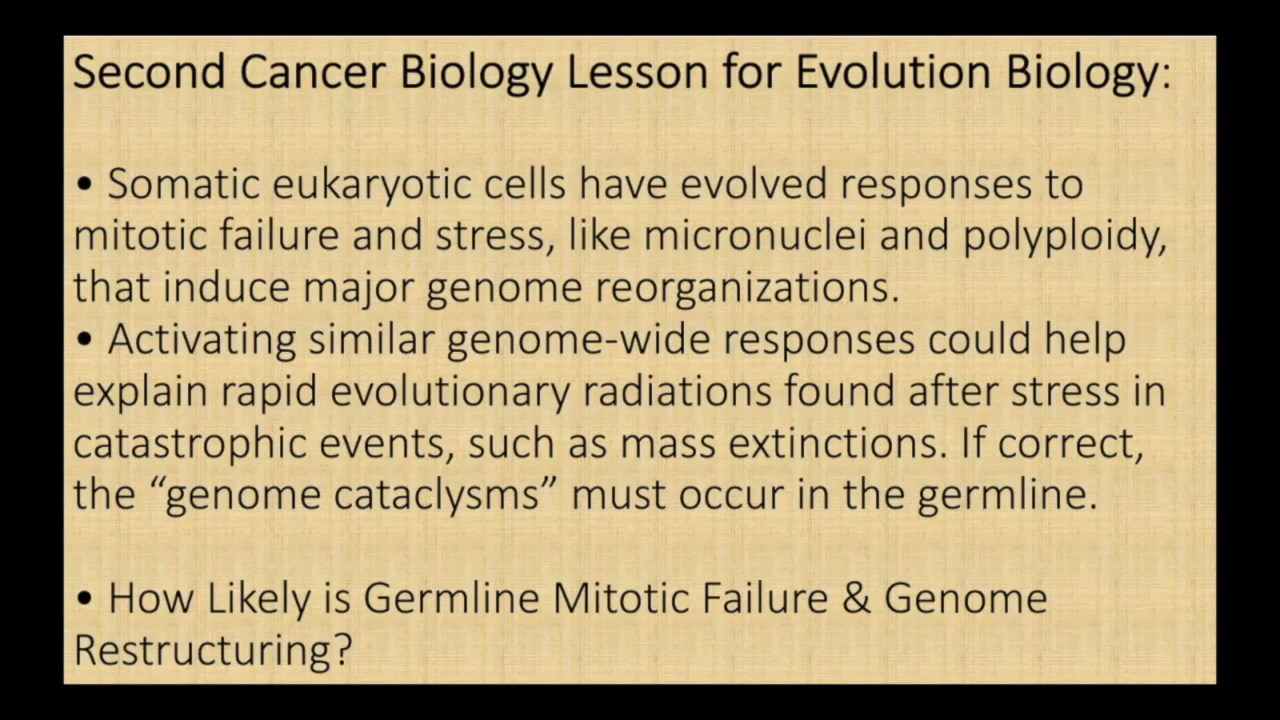 Second Cancer Biology Lesson for Evolution Biology:
• Somatic eukaryotic cells have evolved responses to
mitotic failure and stress, like micronuclei and polyploidy,
that induce major genome reorganizations.
• Activating similar genome-wide responses could help
explain rapid evolutionary radiations found after stress in
catastrophic events, such as mass extinctions. If correct,
the “genome cataclysms” must occur in the germline.
• How Likely is Germline Mitotic Failure & Genome
Restructuring?